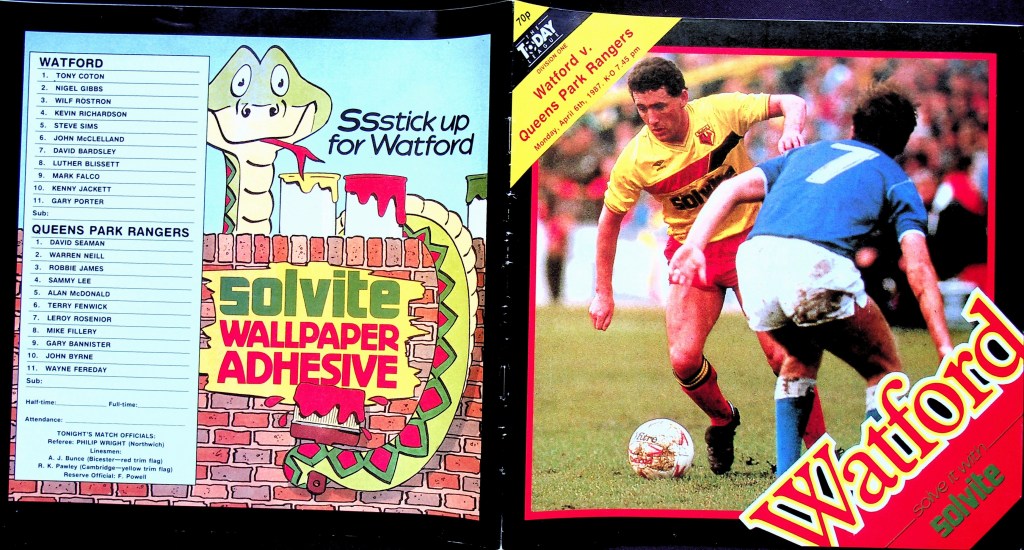 WATFORD
1. TONY COTON
2. NIGEL GIBBS
3. WILF ROSTRON
4. KEVIN RICHARDSON
5. STEVE SIMS
6. JOHN McCLELLAND
7. DAVID BARDSLEY
8. LUTHER BLISSETT
9. MARK FALCO
10. KENNY JACKETT
11. GARY PORTER
Sub:
QUEENS PARK RANGERS
1. DAVID SEAMAN
2. WARREN NEILL
3. ROBBIE JAMES
4. SAMMY LEE
5. ALAN McDONALD
6. TERRY FENWICK
7. LEROY ROSENIOR
8. MIKE FILLERY
9. GARY BANNISTER
10. JOHN BYRNE
11. WAYNE FEREDAY
Sub:
Half-time: Full-time:
Attendance:
TONIGHT'S MATCH OFFICIALS:
Referee: PHILIP WRIGHT (Northwich)
Linesmen:
A. J. Bunce (Bicester—red trim flag)
R. K. Pawley (Cambridge—yellow trim flag)
Reserve Official: F. Powell
SSstick up
for Watford
solvite
WALLPAPER
ADHESIVE
70p
THE
TODAY
LEAGUE
DIVISION ONE
Watford v.
Queens Park Rangers
Monday, April 6th, 1987. K-O 7.45 pm
SOLVITE
7
mitre
Watford
solve it with
solvite